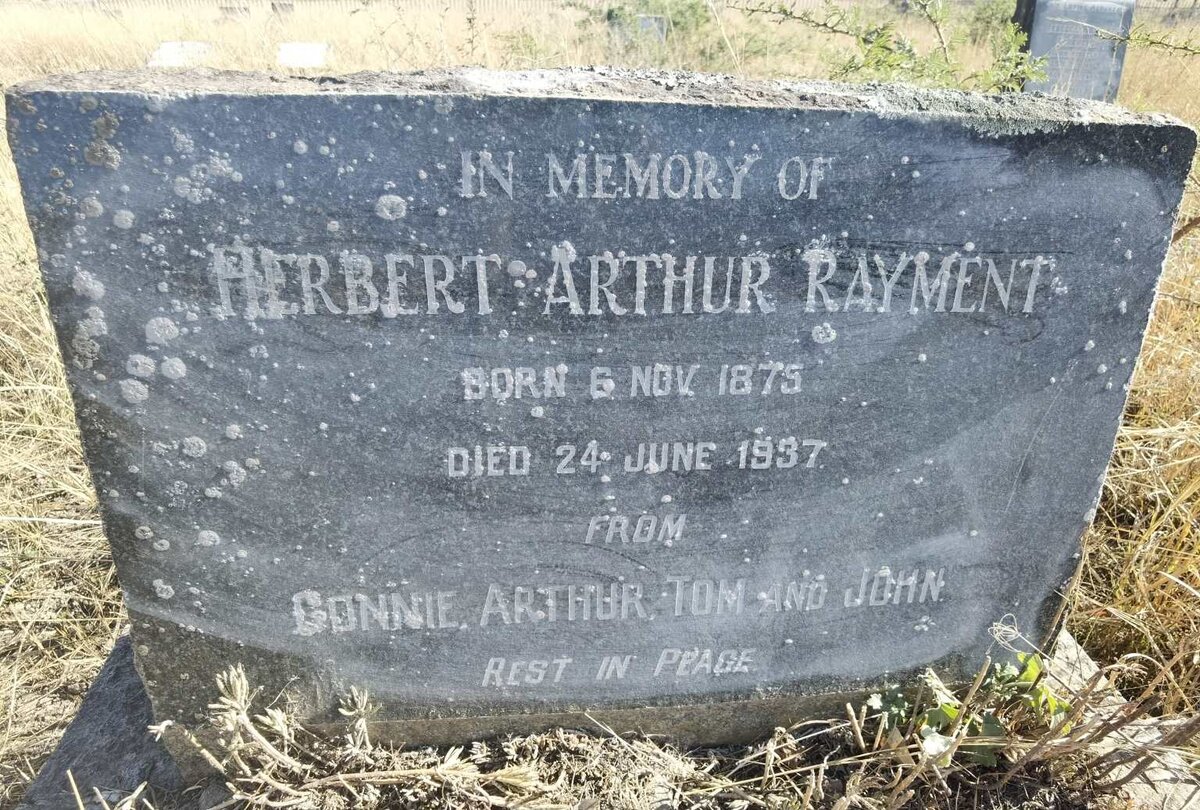 IN MEMORY OF
HERBERT ARTHUR RAYMENT
BORN 6 NOV. 1875
DIED 24 JUNE 1937.
FROM
CONNIE, ARTHUR, TOM AND JOHN.
REST IN PEACE.